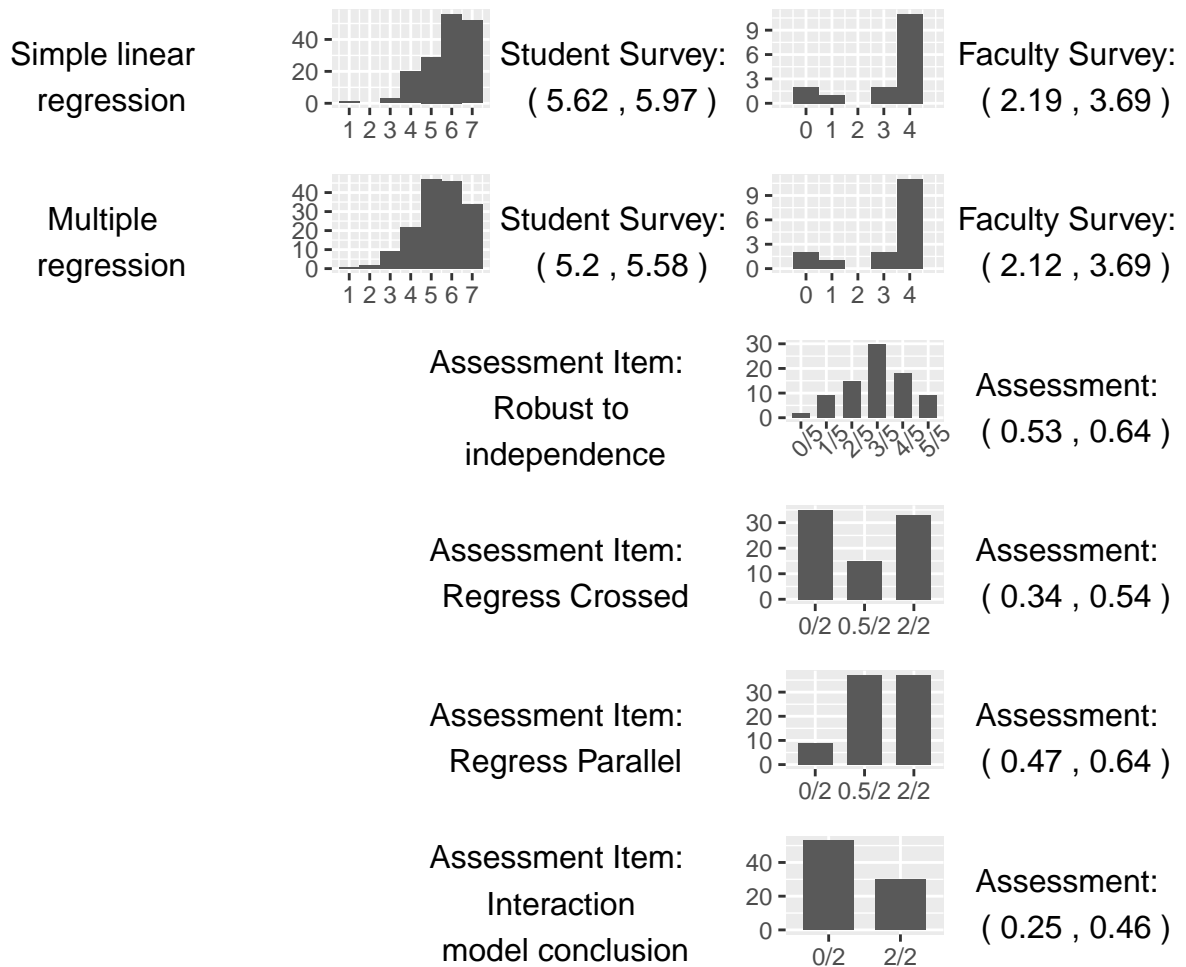 Simple linear
regression
40
20
0
1 2 3 4 5 6 7
Student Survey:
( 5.62 , 5.97 )
9
6
3
0
0 1 2 3 4
Faculty Survey:
( 2.19 , 3.69 )
Multiple
regression
40
30
20
10
0
1 2 3 4 5 6 7
Student Survey:
( 5.2 , 5.58 )
9
6
3
0
0 1 2 3 4
Faculty Survey:
( 2.12 , 3.69 )
Assessment Item:
Robust to
independence
30
20
10
0
0/5 1/5 2/5 3/5 4/5 5/5
Assessment:
( 0.53 , 0.64 )
Assessment Item:
Regress Crossed
30
20
10
0
0/2 0.5/2 2/2
Assessment:
( 0.34 , 0.54 )
Assessment Item:
Regress Parallel
30
20
10
0
0/2 0.5/2 2/2
Assessment:
( 0.47 , 0.64 )
Assessment Item:
Interaction
model conclusion
40
20
0
0/2 2/2
Assessment:
( 0.25 , 0.46 )